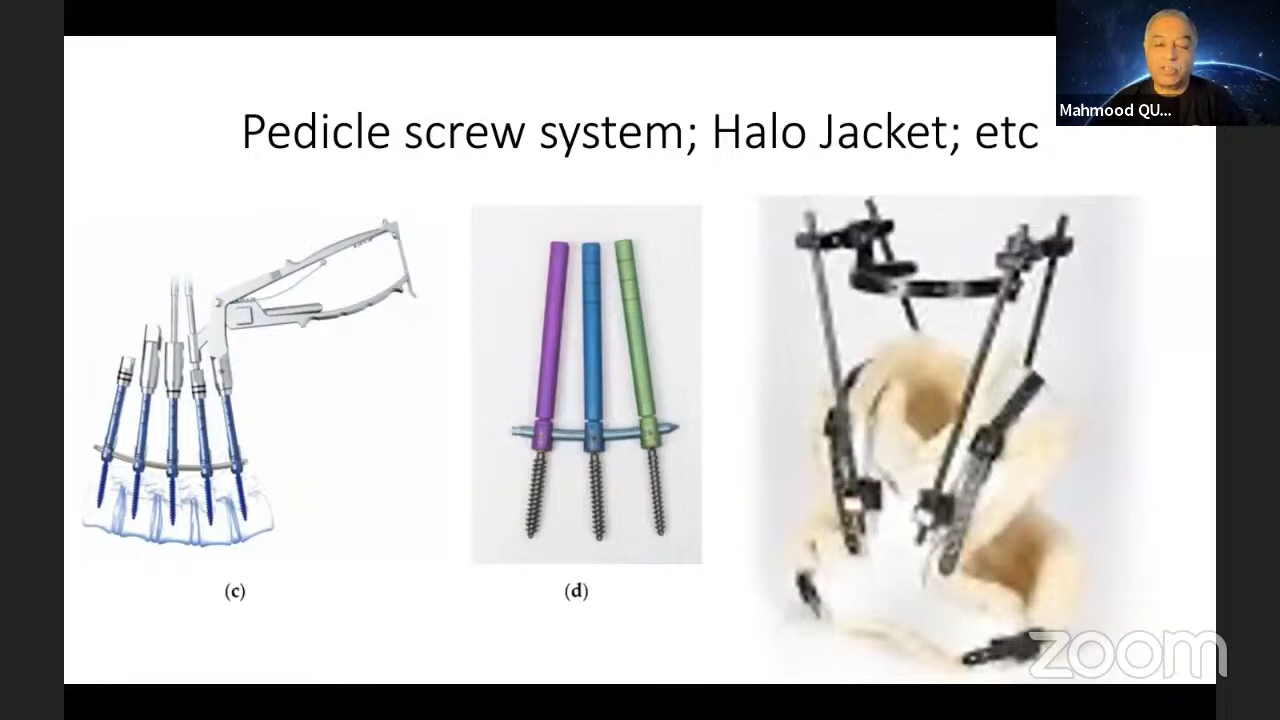 Mahmood QU...
Pedicle screw system; Halo Jacket; etc
(c)
(d)
zoom